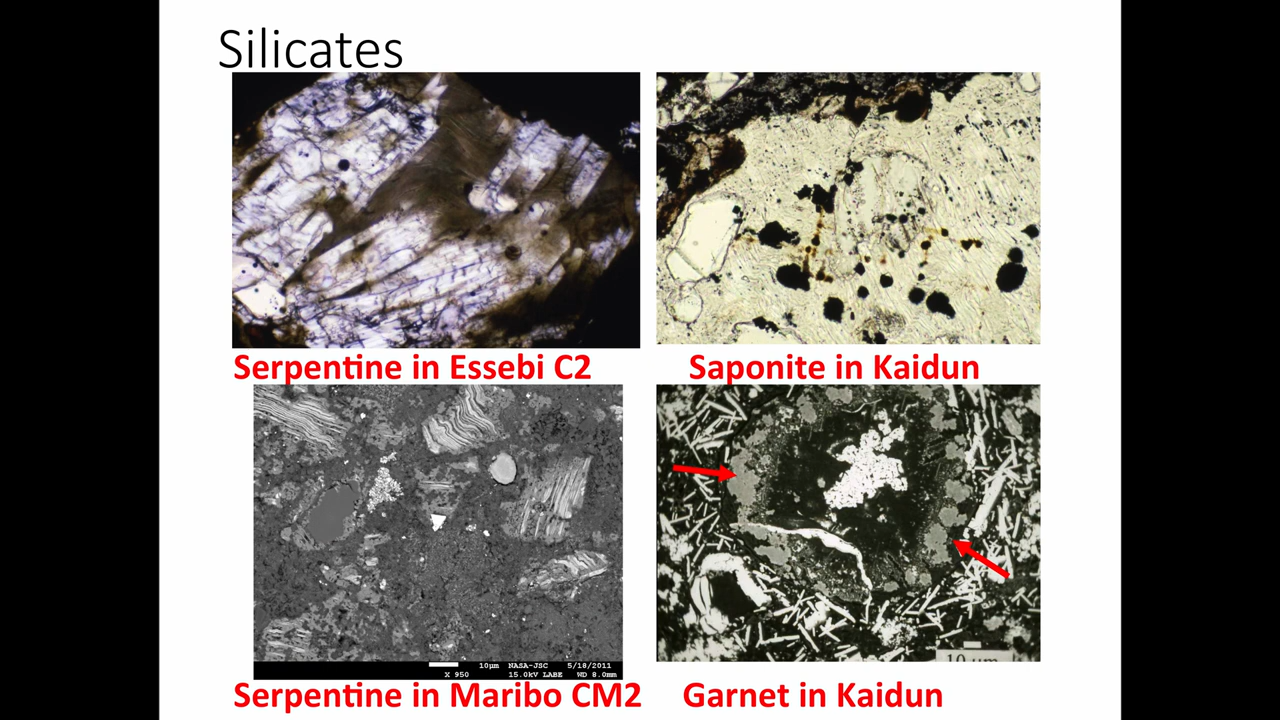 Silicates
Serpentine in Essebi C2
Saponite in Kaidun
10µm NASA-JSC 5/18/2011
X 950 15.0kV LABE WD 8.0mm
Serpentine in Maribo CM2
10 µm
Garnet in Kaidun